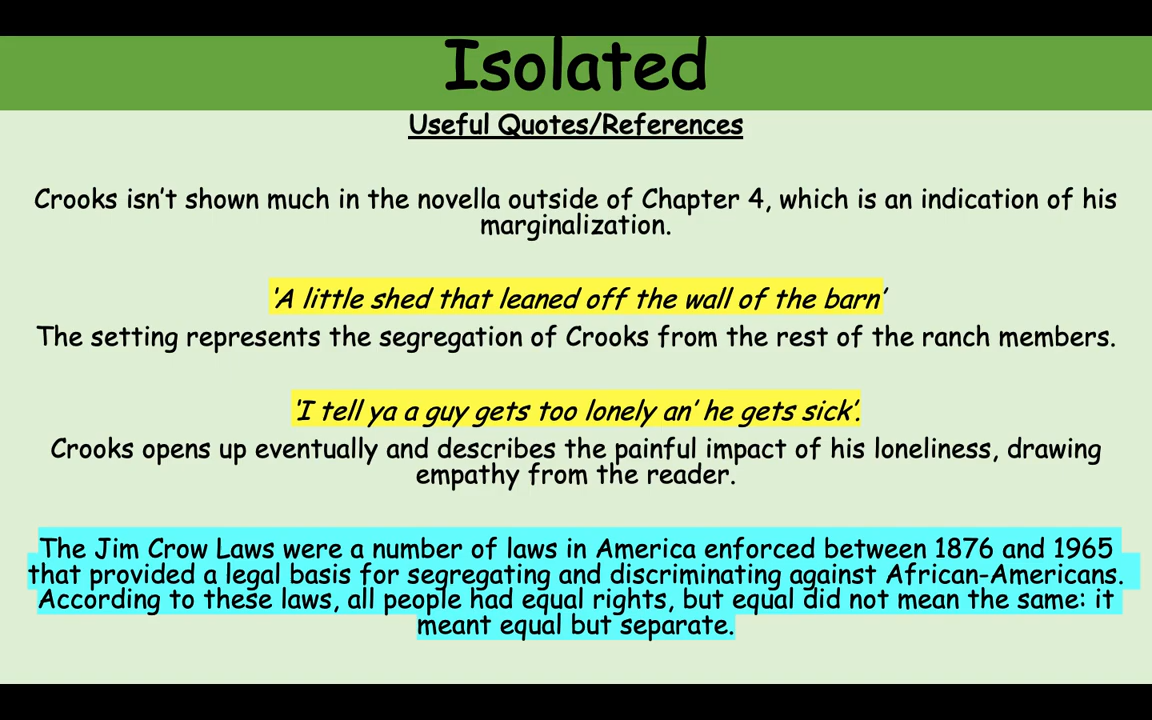 Isolated
Useful Quotes/References
Crooks isn't shown much in the novella outside of Chapter 4, which is an indication of his
marginalization.
'A little shed that leaned off the wall of the barn'
The setting represents the segregation of Crooks from the rest of the ranch members.
'I tell ya a guy gets too lonely an' he gets sick'.
Crooks opens up eventually and describes the painful impact of his loneliness, drawing
empathy from the reader.
The Jim Crow Laws were a number of laws in America enforced between 1876 and 1965
that provided a legal basis for segregating and discriminating against African-Americans.
According to these laws, all people had equal rights, but equal did not mean the same: it
meant equal but separate.